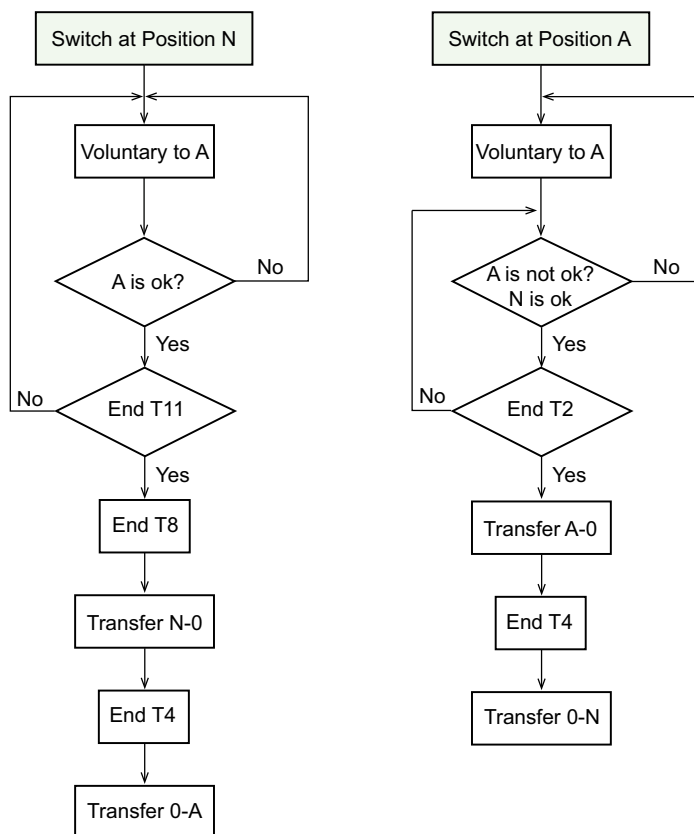 Switch at Position N
Voluntary to A
A is ok?
No
Yes
End T11
No
Yes
End T8
Transfer N-0
End T4
Transfer 0-A
Switch at Position A
Voluntary to A
A is not ok?
N is ok
No
Yes
End T2
No
Yes
Transfer A-0
End T4
Transfer 0-N